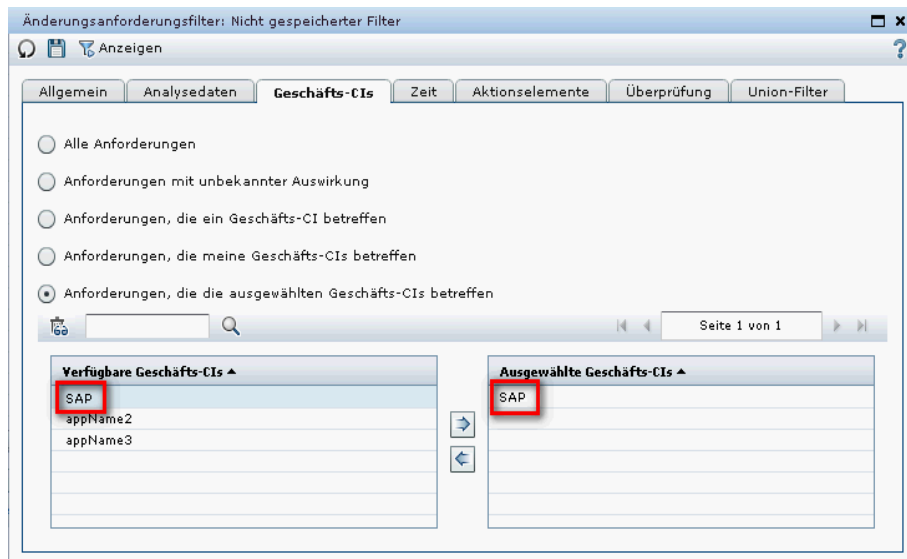 Änderungsanforderungsfilter: Nicht gespeicherter Filter
Anzeigen
Allgemein Analysedaten Geschäfts-CIs Zeit Aktionselemente Überprüfung Union-Filter
Alle Anforderungen
Anforderungen mit unbekannter Auswirkung
Anforderungen, die ein Geschäfts-CI betreffen
Anforderungen, die meine Geschäfts-CIs betreffen
Anforderungen, die die ausgewählten Geschäfts-CIs betreffen
Seite 1 von 1
Verfügbare Geschäfts-CIs
SAP
appName2
appName3
Ausgewählte Geschäfts-CIs
SAP